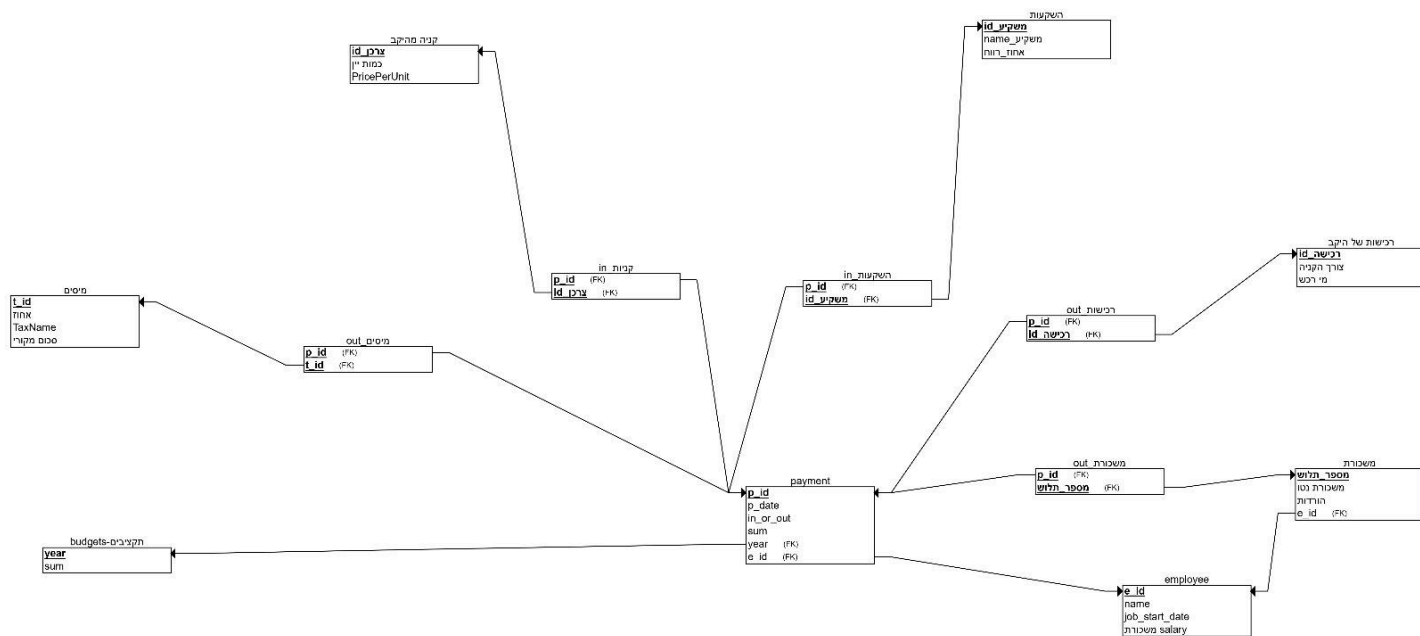 השקעות
id_משקיע
name_משקיע
אחוז_רווח
קניה מהיקב
id_צרכן
כמות יין
PricePerUnit
רכישות של היקב
id_רכישה
צורך הקניה
מי רכש
in_קניות
p_id (FK)
id_צרכן (FK)
in_השקעות
p_id (FK)
id_משקיע (FK)
מיסים
t_id
אחוז
TaxName
סכום מקורי
out_רכישות
p_id (FK)
id_רכישה (FK)
out_מיסים
p_id (FK)
t_id (FK)
out_משכורת
p_id (FK)
מספר_תלוש (FK)
משכורת
מספר_תלוש
משכורת נטו
הורדות
e_id (FK)
payment
p_id
p_date
in_or_out
sum
year (FK)
e_id (FK)
budgets-תקציבים
year
sum
employee
e_id
name
job_start_date
משכורת salary